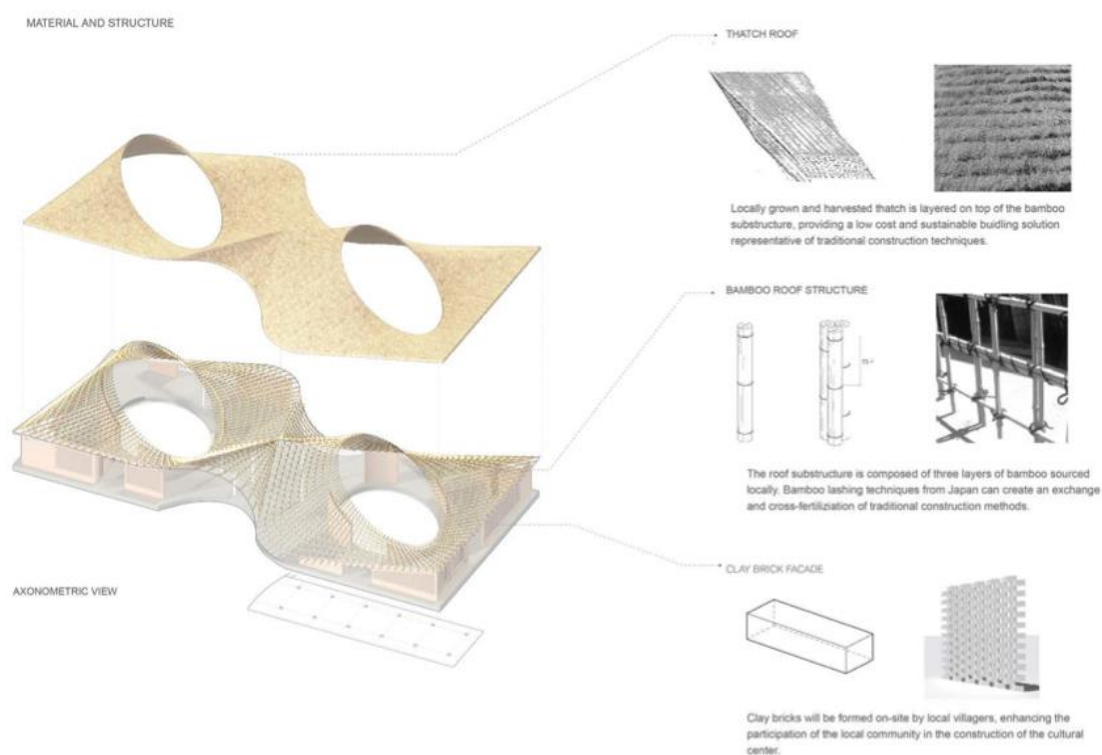 MATERIAL AND STRUCTURE
THATCH ROOF
Locally grown and harvested thatch is layered on top of the bamboo
substructure, providing a low cost and sustainable buidling solution
representative of traditional construction techniques.
BAMBOO ROOF STRUCTURE
The roof substructure is composed of three layers of bamboo sourced
locally. Bamboo lashing techniques from Japan can create an exchange
and cross-fertiliziation of traditional construction methods.
CLAY BRICK FACADE
AXONOMETRIC VIEW
Clay bricks will be formed on-site by local villagers, enhancing the
participation of the local community in the construction of the cultural
center.